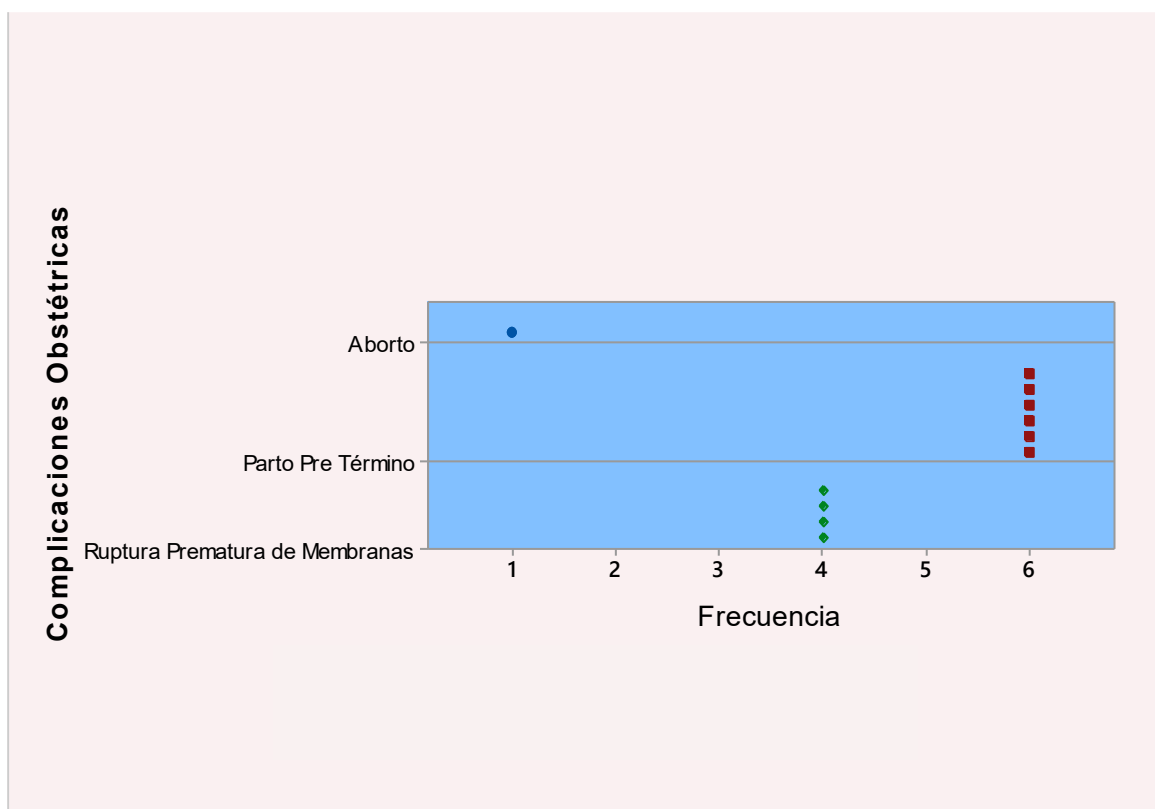 Complicaciones Obstétricas
Aborto
Parto Pre Término
Ruptura Prematura de Membranas
1 2 3 4 5 6
Frecuencia